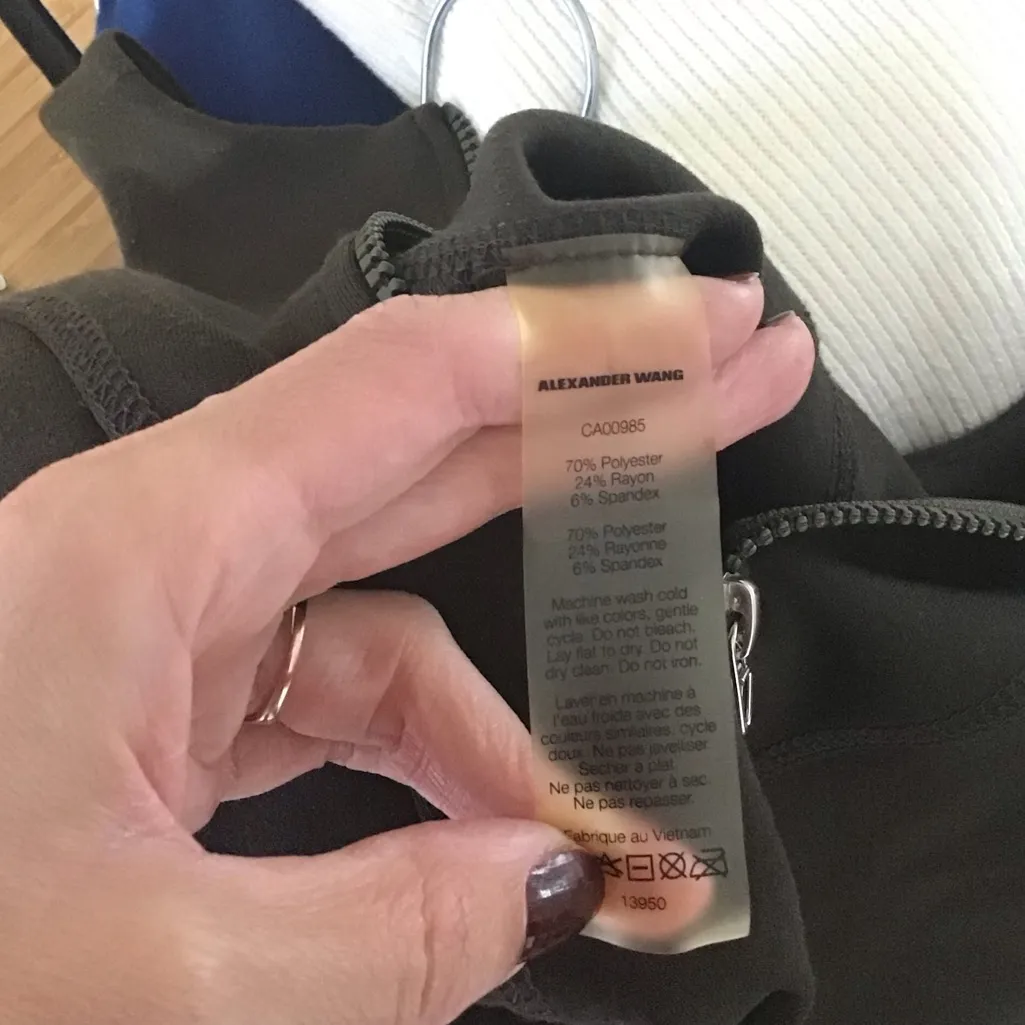 ALEXANDER WANG
CA00985
70% Polyester
24% Rayon
6% Spandex
70% Polyester
24% Rayonne
6% Spandex
Machine wash cold
with like colors, gentle
cycle. Do not bleach.
Lay flat to dry. Do not
dry clean. Do not iron.
Laver en machine à
l'eau froide avec des
couleurs similaires, cycle
doux. Ne pas javelliser.
Secher a plat.
Ne pas nettoyer à sec.
Ne pas repasser.
Fabrique au Vietnam
13950